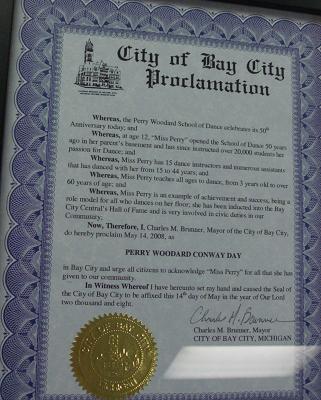 City of Bay City
Proclamation
Whereas, the Perry Woodard School of Dance celebrates its 50th
Anniversary today; and
Whereas, at age 12, "Miss Perry" opened the School of Dance 50 years
ago in her parent's basement and has since instructed over 20,000 students her
passion for Dance; and
Whereas, Miss Perry has 15 dance instructors and numerous assistants
that has danced with her from 15 to 44 years; and
Whereas, Miss Perry teaches all ages to dance, from 3 years old to over
60 years of age; and
Whereas, Miss Perry is an example of achievement and success, being a
role model for all who dances on her floor; she has been inducted into the Bay
City Central's Hall of Fame and is very involved in civic duties in our
Community;
Now, Therefore, I, Charles M. Brunner, Mayor of the City of Bay City,
do hereby proclaim May 14, 2008, as
PERRY WOODARD CONWAY DAY
in Bay City and urge all citizens to acknowledge "Miss Perry" for all that she has
given to our community.
In Witness Whereof I have hereunto set my hand and caused the Seal of
the City of Bay City to be affixed this 14th day of May in the year of Our Lord
two thousand and eight.
Charles M. Brunner
Charles M. Brunner, Mayor
CITY OF BAY CITY, MICHIGAN